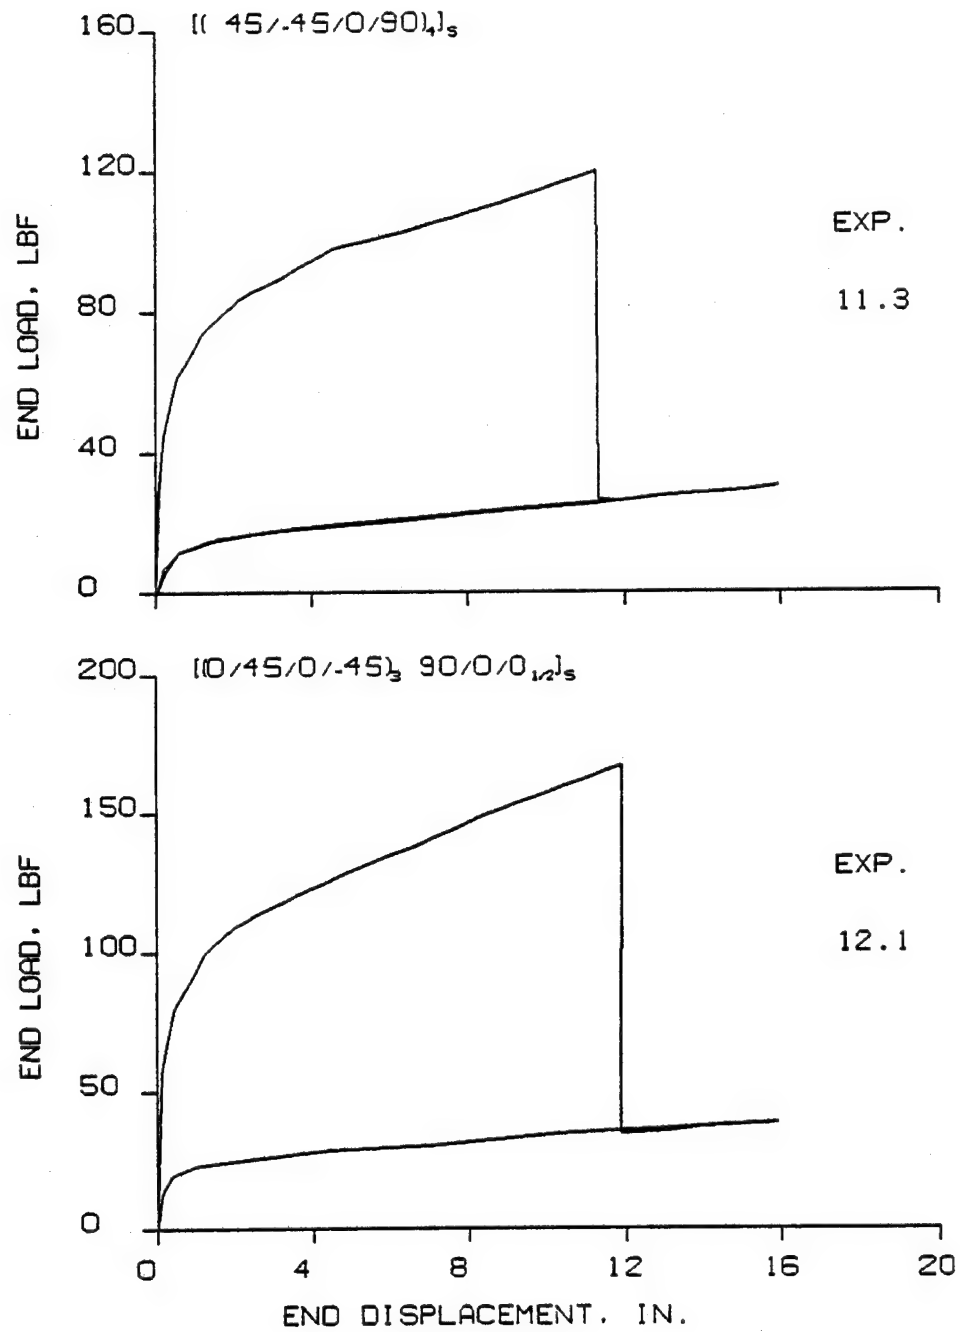 160
[( 45/-45/0/90)₄]ₛ
120
80
40
0
END LOAD, LBF
EXP.
11.3
200
[(0/45/0/-45)₃ 90/0/0₁/₂]ₛ
150
100
50
0
END LOAD, LBF
EXP.
12.1
0 4 8 12 16 20
END DISPLACEMENT. IN.